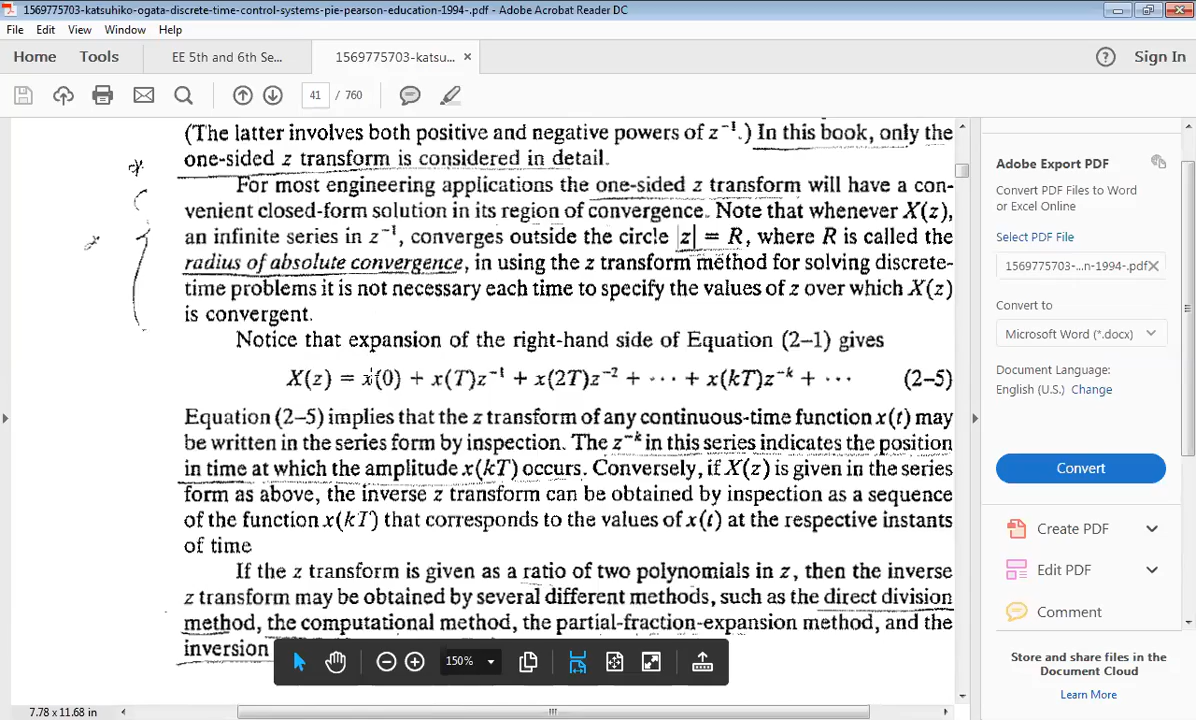 1569775703-katsuhiko-ogata-discrete-time-control-systems-pie-pearson-education-1994-.pdf - Adobe Acrobat Reader DC
File Edit View Window Help
Home Tools EE 5th and 6th Se... 1569775703-katsu... × Sign In
41 / 760
(The latter involves both positive and negative powers of z⁻¹.) In this book, only the
one-sided z transform is considered in detail.
For most engineering applications the one-sided z transform will have a con-
venient closed-form solution in its region of convergence. Note that whenever X(z),
an infinite series in z⁻¹, converges outside the circle |z| = R, where R is called the
radius of absolute convergence, in using the z transform method for solving discrete-
time problems it is not necessary each time to specify the values of z over which X(z)
is convergent.
Notice that expansion of the right-hand side of Equation (2–1) gives
X(z) = x(0) + x(T)z⁻¹ + x(2T)z⁻² + ··· + x(kT)z⁻ᵏ + ··· (2–5)
Equation (2–5) implies that the z transform of any continuous-time function x(t) may
be written in the series form by inspection. The z⁻ᵏ in this series indicates the position
in time at which the amplitude x(kT) occurs. Conversely, if X(z) is given in the series
form as above, the inverse z transform can be obtained by inspection as a sequence
of the function x(kT) that corresponds to the values of x(t) at the respective instants
of time
If the z transform is given as a ratio of two polynomials in z, then the inverse
z transform may be obtained by several different methods, such as the direct division
method, the computational method, the partial-fraction-expansion method, and the
inversion
150%
7.78 x 11.68 in
Adobe Export PDF
Convert PDF Files to Word
or Excel Online
Select PDF File
1569775703-...n-1994-.pdf ×
Convert to
Microsoft Word (*.docx)
Document Language:
English (U.S.) Change
Convert
Create PDF
Edit PDF
Comment
Store and share files in the
Document Cloud
Learn More